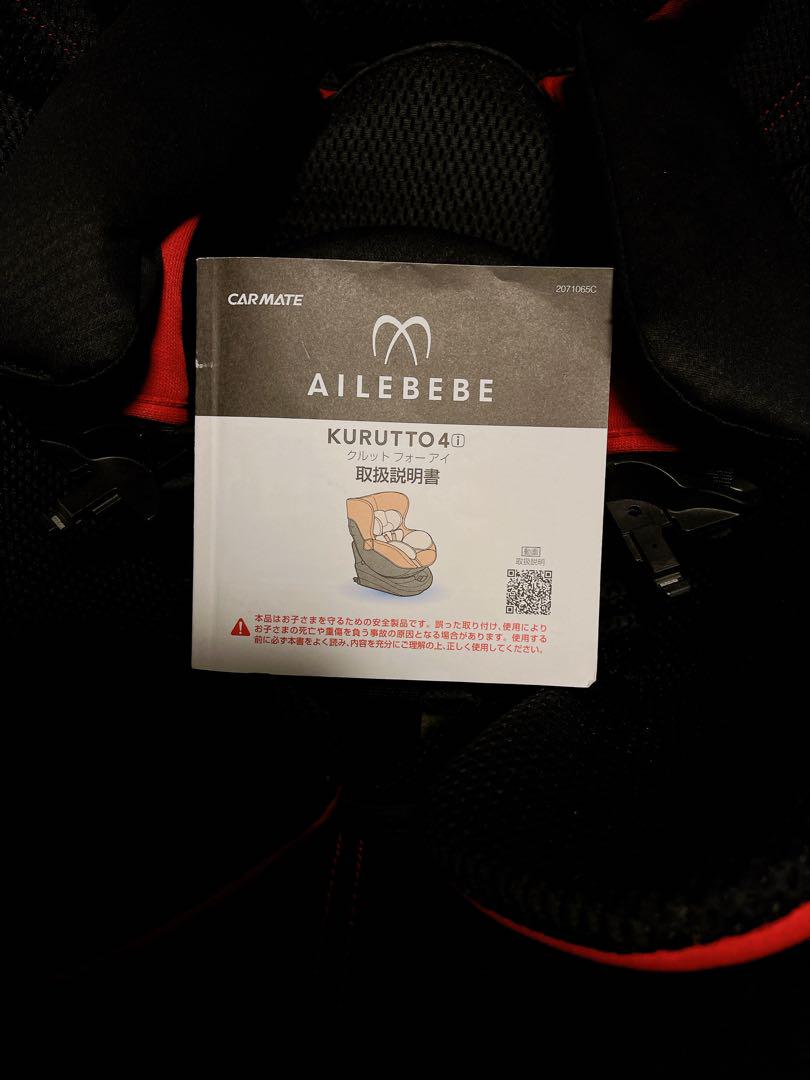 CARMATE
2071065C
AILEBEBE
KURUTTO4i
クルット フォー アイ
取扱説明書
動画
取扱説明
本品はお子さまを守るための安全製品です。誤った取り付け、使用により
お子さまの死亡や重傷を負う事故の原因となる場合があります。使用する
前に必ず本書をよく読み、内容を充分にご理解の上、正しく使用してください。